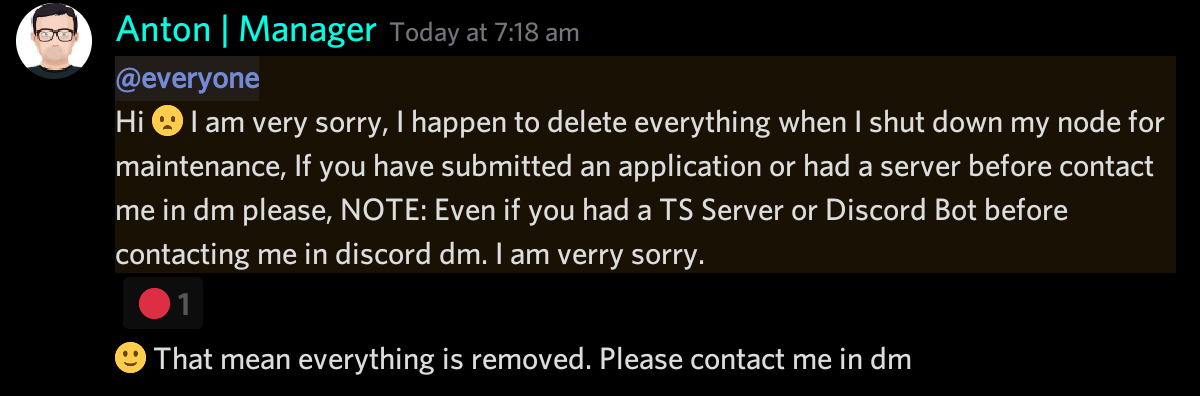 Anton | Manager Today at 7:18 am
@everyone
Hi 🙁 I am very sorry, I happen to delete everything when I shut down my node for
maintenance, If you have submitted an application or had a server before contact
me in dm please, NOTE: Even if you had a TS Server or Discord Bot before
contacting me in discord dm. I am verry sorry.
🔴 1
🙂 That mean everything is removed. Please contact me in dm